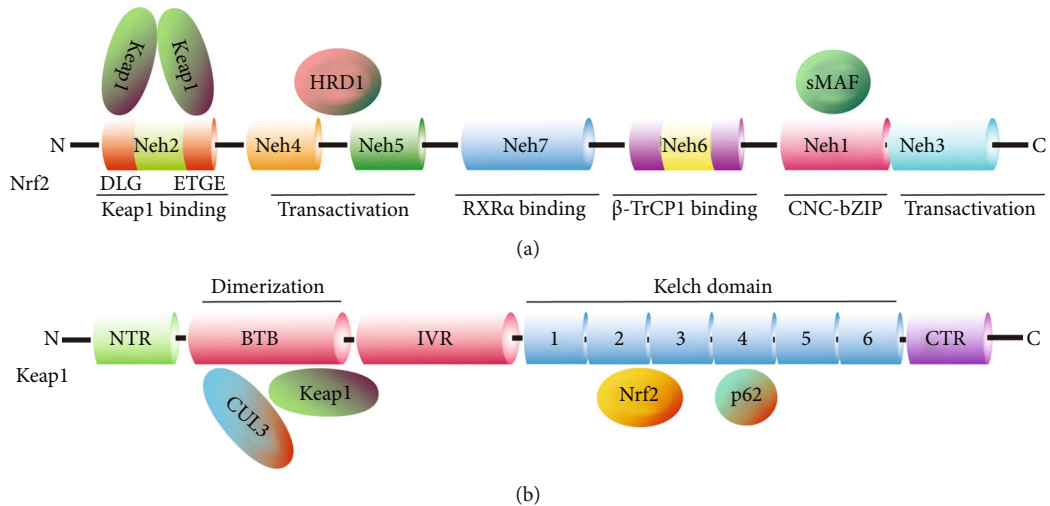 Keap1 Keap1 HRD1 sMAF
N Neh2 Neh4 Neh5 Neh7 Neh6 Neh1 Neh3 C
Nrf2 DLG ETGE
Keap1 binding Transactivation RXRα binding β-TrCP1 binding CNC-bZIP Transactivation
(a)
Dimerization Kelch domain
N NTR BTB IVR 1 2 3 4 5 6 CTR C
Keap1
CUL3 Keap1 Nrf2 p62
(b)